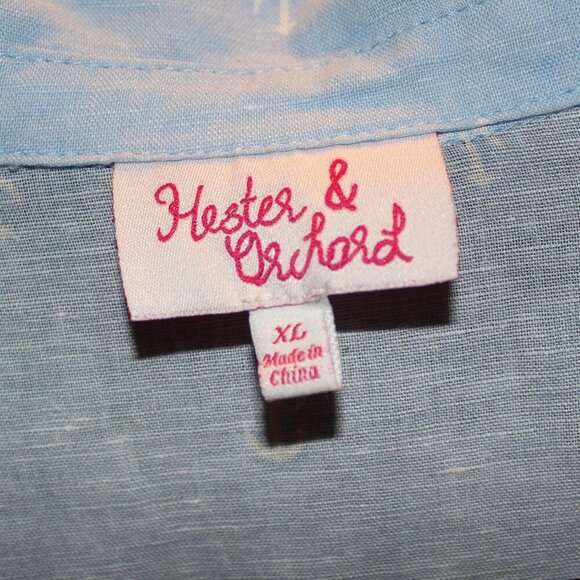 Hester &
Orchard
XL
Made in
China